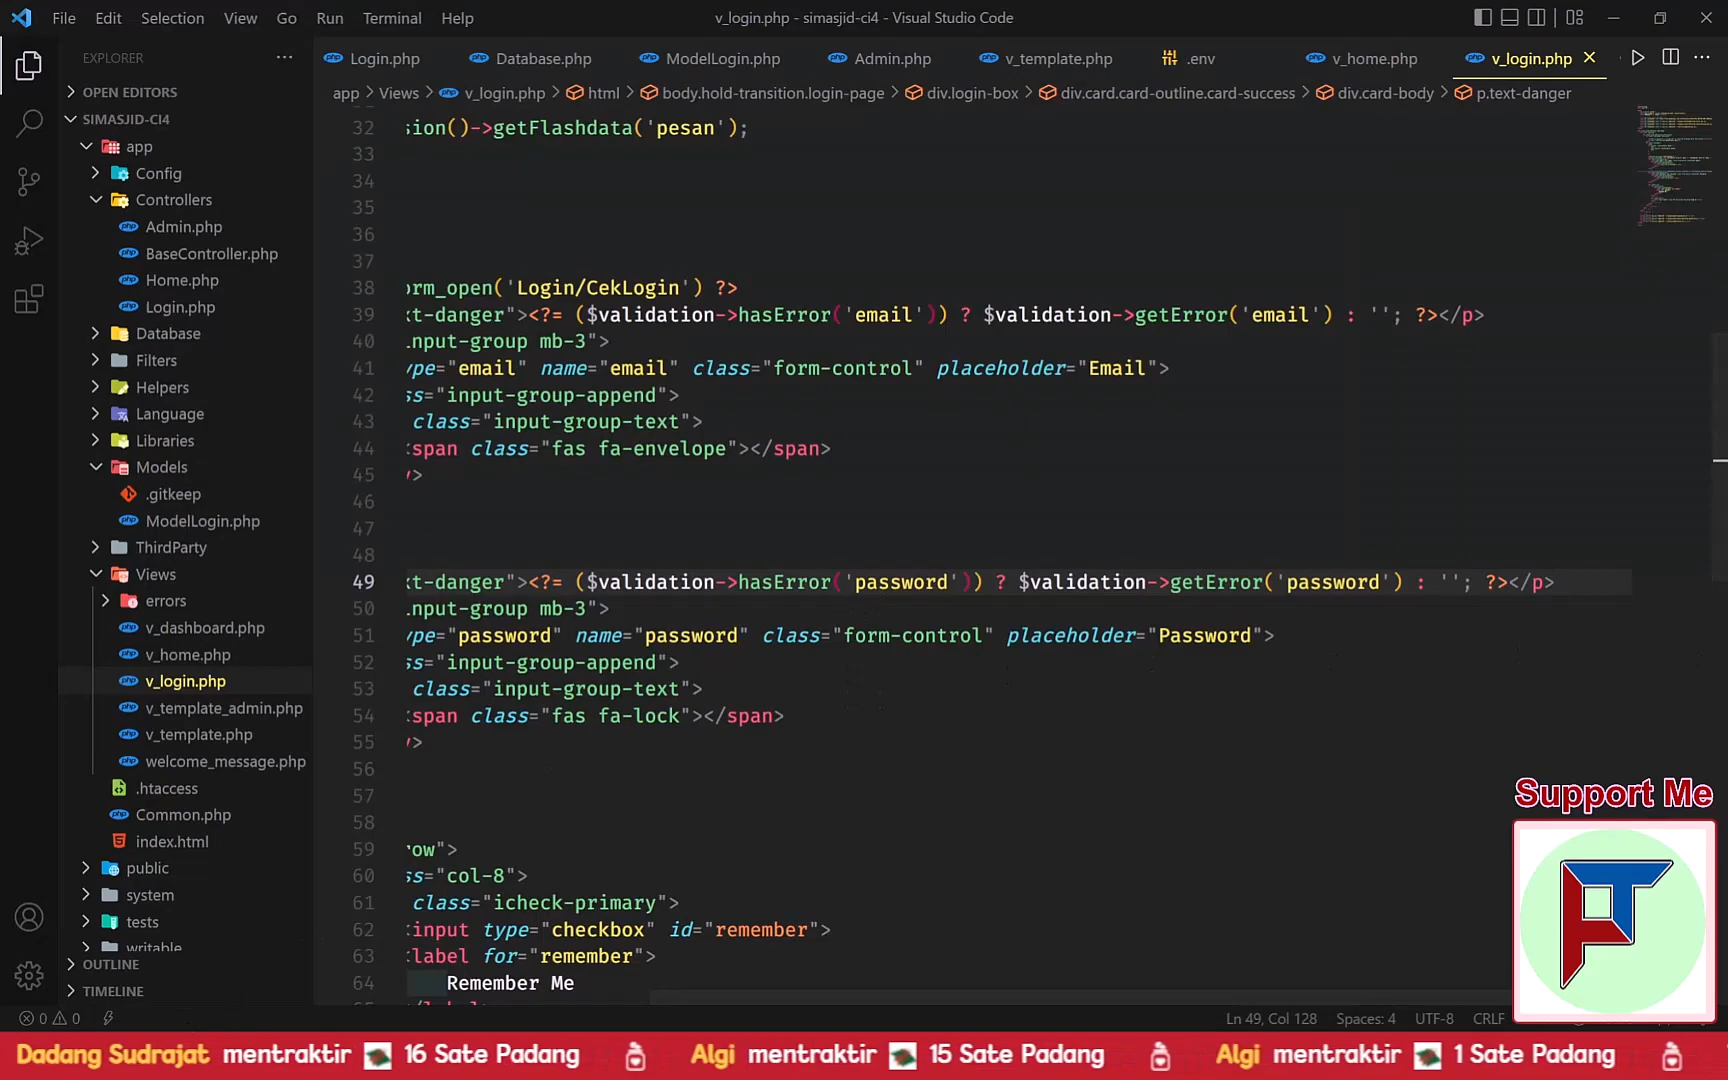 File Edit Selection View Go Run Terminal Help v_login.php - simasjid-ci4 - Visual Studio Code
EXPLORER
Login.php Database.php ModelLogin.php Admin.php v_template.php .env v_home.php v_login.php
app > Views > v_login.php > html > body.hold-transition.login-page > div.login-box > div.card.card-outline.card-success > div.card-body > p.text-danger
OPEN EDITORS
SIMASJID-CI4
app
Config
Controllers
Admin.php
BaseController.php
Home.php
Login.php
Database
Filters
Helpers
Language
Libraries
Models
.gitkeep
ModelLogin.php
ThirdParty
Views
errors
v_dashboard.php
v_home.php
v_login.php
v_template_admin.php
v_template.php
welcome_message.php
.htaccess
Common.php
index.html
public
system
tests
writable
OUTLINE
TIMELINE
32 sion()->getFlashdata('pesan');
33
34
35
36
37
38 orm_open('Login/CekLogin') ?>
39 xt-danger"><?= ($validation->hasError('email')) ? $validation->getError('email') : ''; ?></p>
40 input-group mb-3">
41 ype="email" name="email" class="form-control" placeholder="Email">
42 ss="input-group-append">
43 class="input-group-text">
44 <span class="fas fa-envelope"></span>
45 v>
46
47
48
49 xt-danger"><?= ($validation->hasError('password')) ? $validation->getError('password') : ''; ?></p>
50 input-group mb-3">
51 ype="password" name="password" class="form-control" placeholder="Password">
52 ss="input-group-append">
53 class="input-group-text">
54 <span class="fas fa-lock"></span>
55 v>
56
57
58
59 row">
60 ss="col-8">
61 class="icheck-primary">
62 <input type="checkbox" id="remember">
63 <label for="remember">
64 Remember Me
Support Me
0 0 Ln 49, Col 128 Spaces: 4 UTF-8 CRLF
Dadang Sudrajat mentraktir 16 Sate Padang Algi mentraktir 15 Sate Padang Algi mentraktir 1 Sate Padang